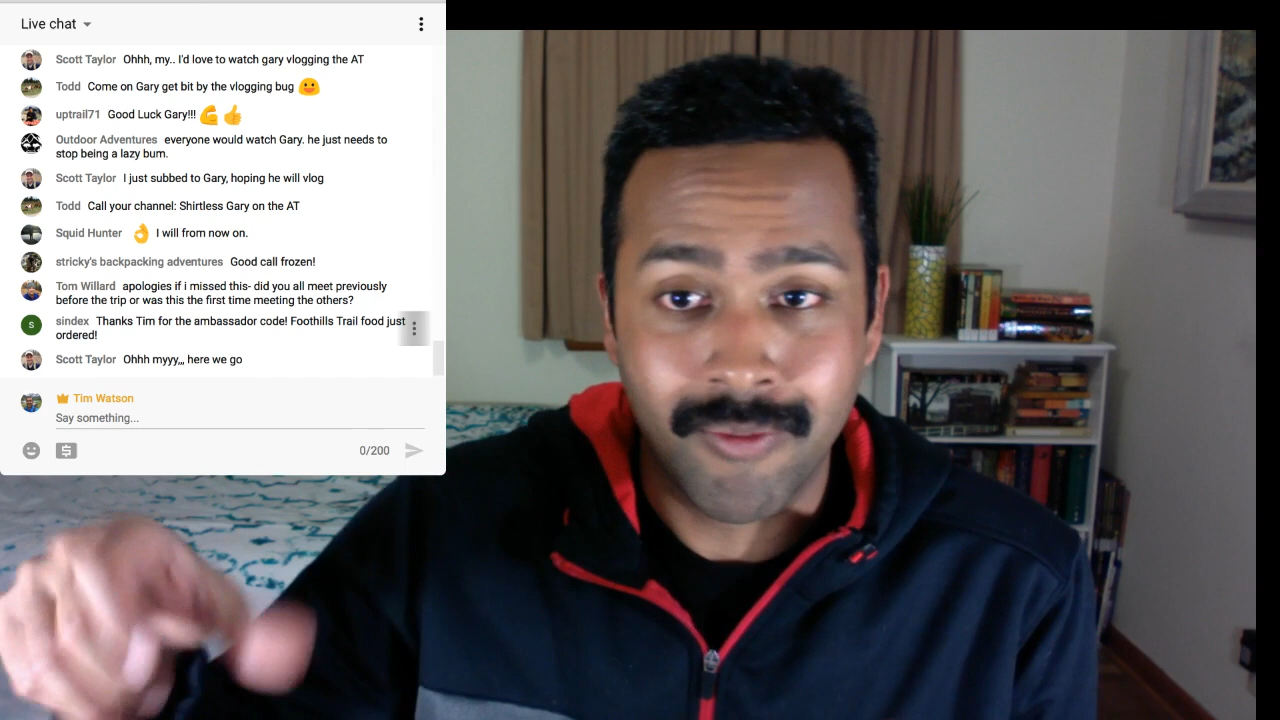 Live chat
Scott Taylor Ohhh, my.. I'd love to watch gary vlogging the AT
Todd Come on Gary get bit by the vlogging bug
uptrail71 Good Luck Gary!!!
Outdoor Adventures everyone would watch Gary. he just needs to
stop being a lazy bum.
Scott Taylor I just subbed to Gary, hoping he will vlog
Todd Call your channel: Shirtless Gary on the AT
Squid Hunter I will from now on.
stricky's backpacking adventures Good call frozen!
Tom Willard apologies if i missed this- did you all meet previously
before the trip or was this the first time meeting the others?
S
sindex Thanks Tim for the ambassador code! Foothills Trail food just
ordered!
Scott Taylor Ohhh myyy,,, here we go
Tim Watson
Say something...
$
0/200